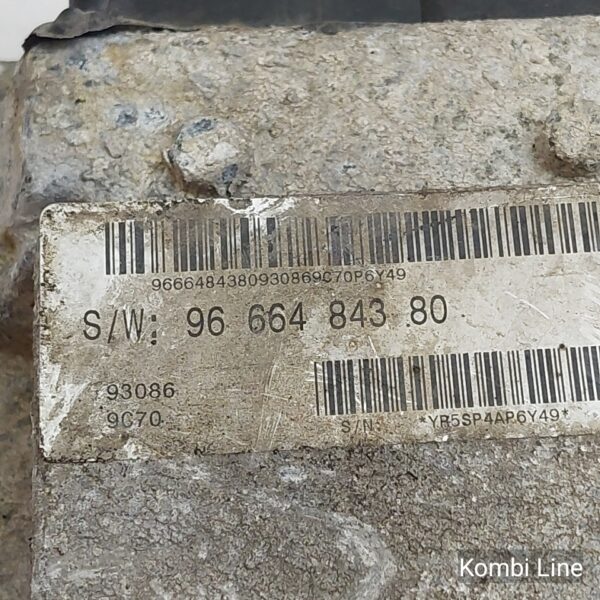 9666484380930869C70P6Y49
S/W: 96 664 843 80
93086
9C70
S/N: *YR5SP4AP6Y49*
Kombi Line